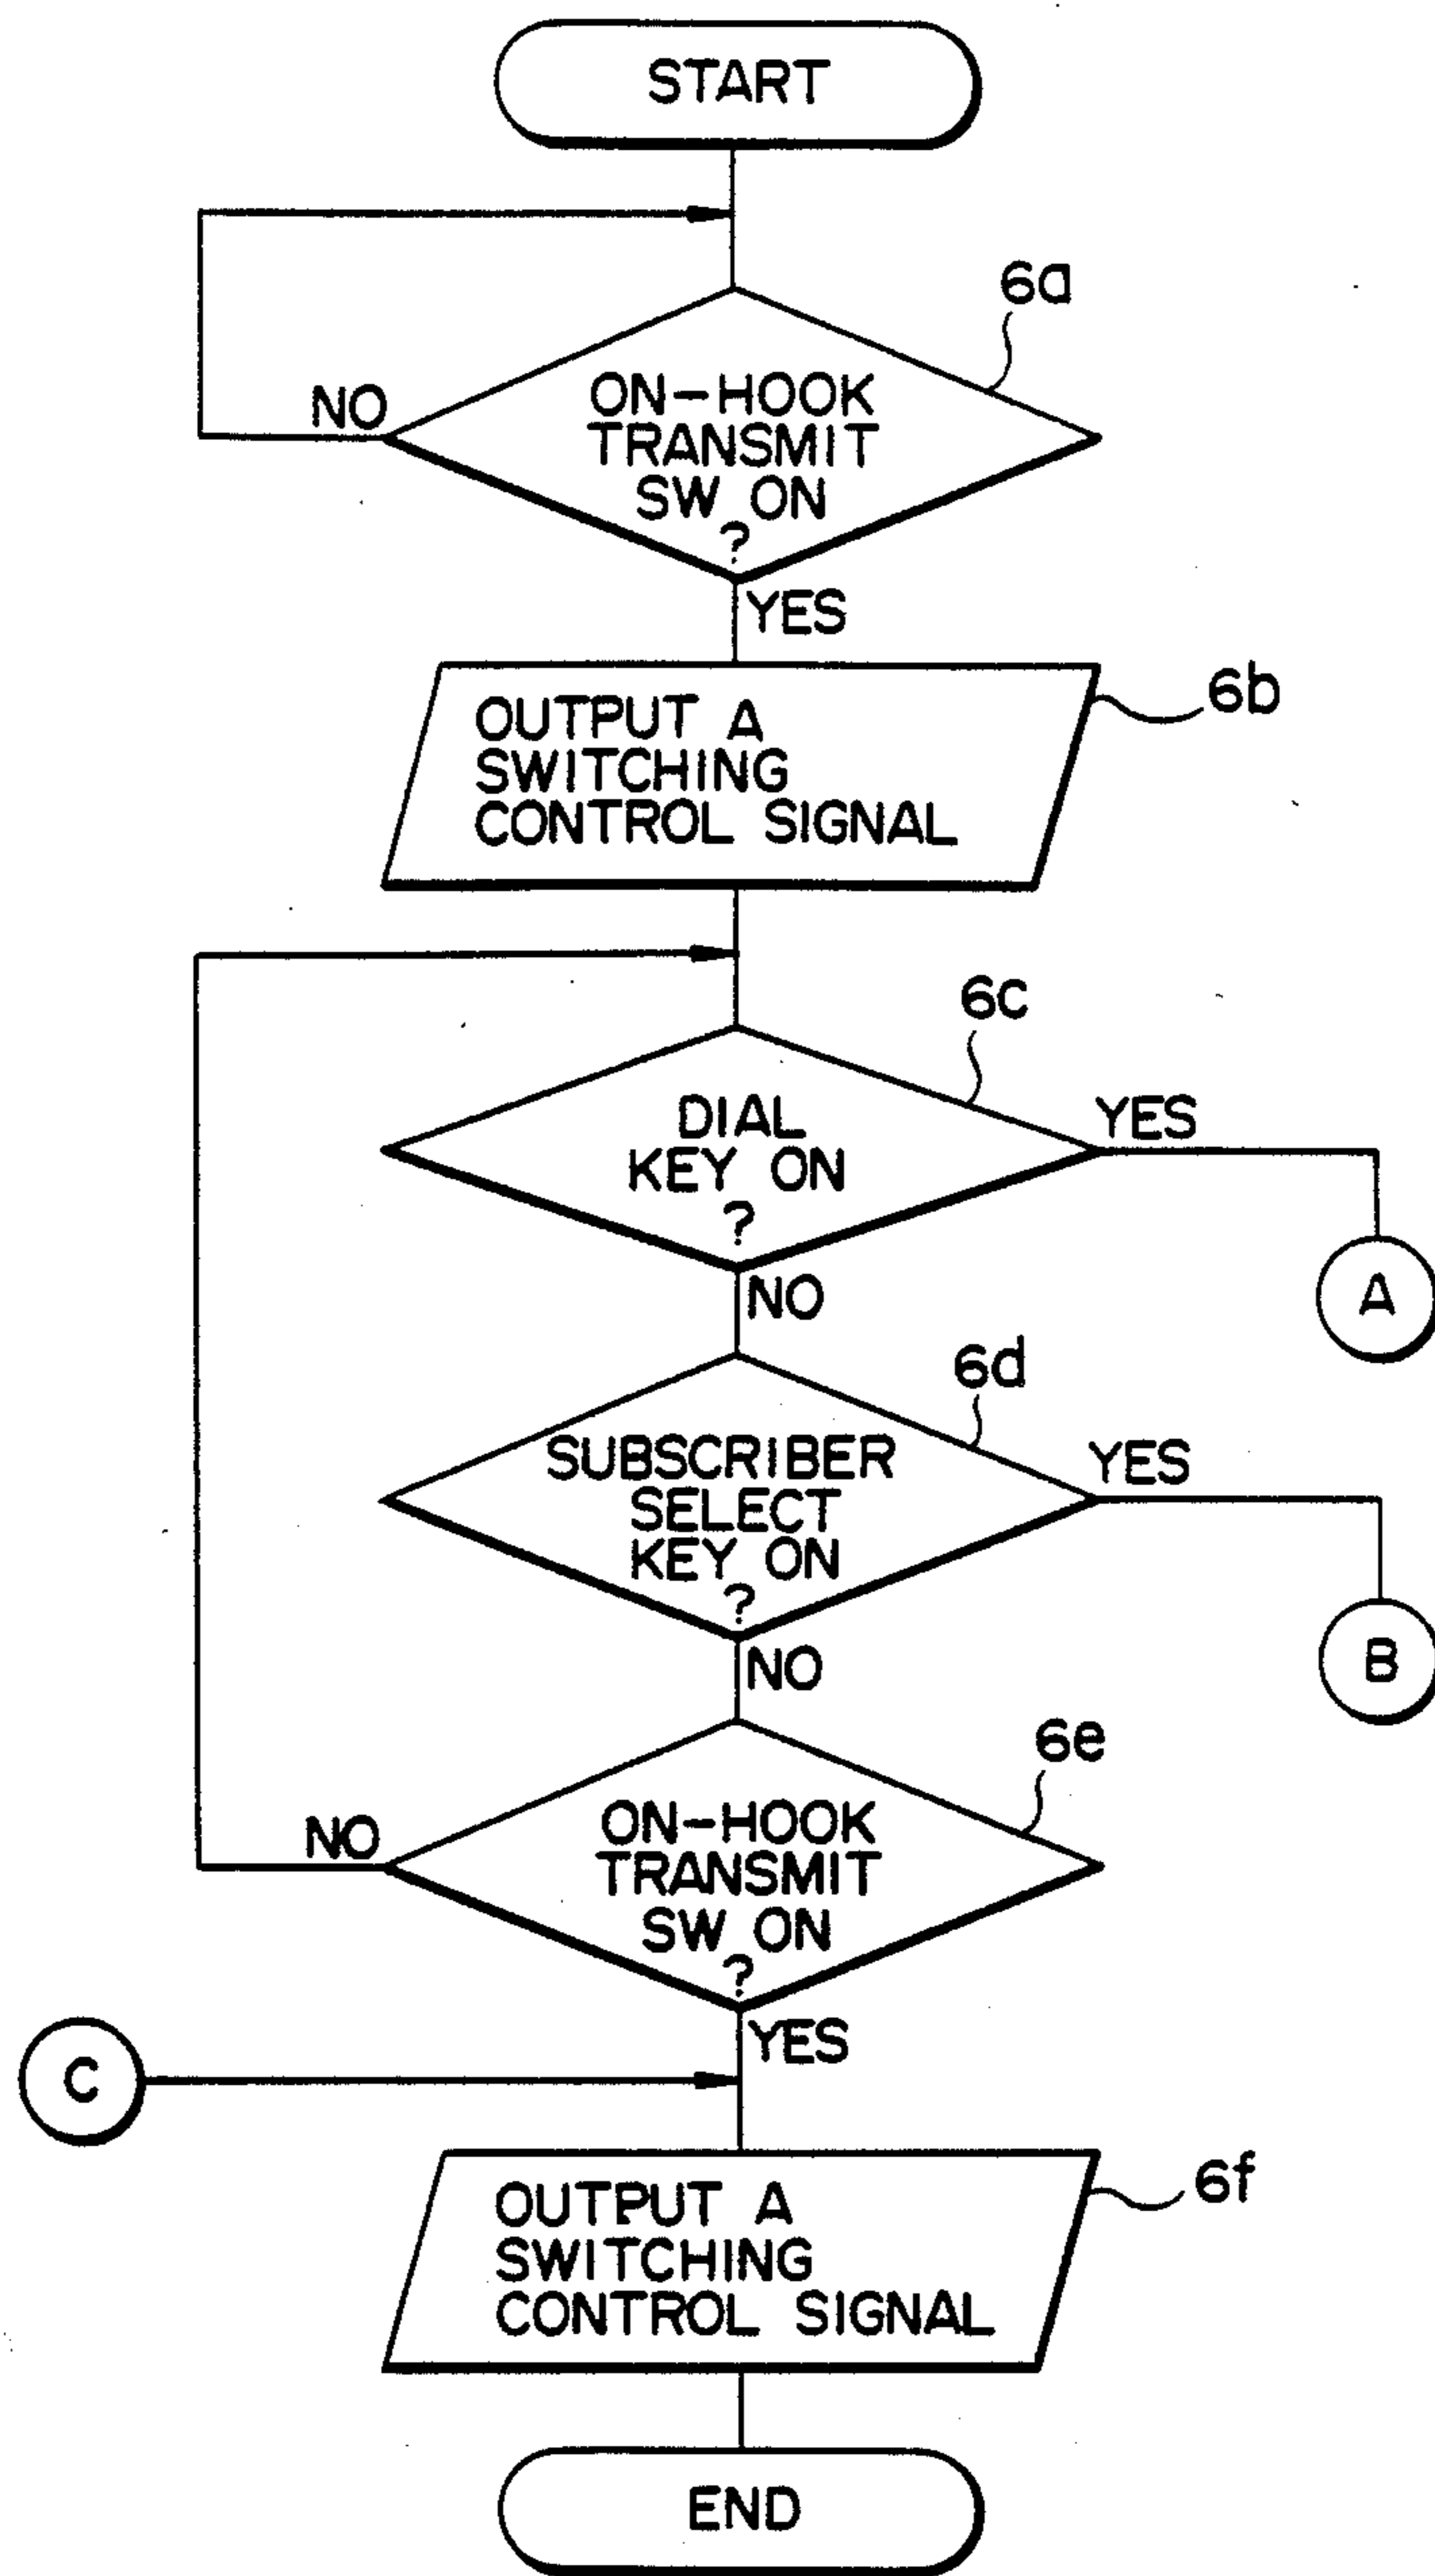 START
6a
NO
ON-HOOK
TRANSMIT
SW ON
?
YES
6b
OUTPUT A
SWITCHING
CONTROL SIGNAL
6c
DIAL
KEY ON
?
YES
A
NO
6d
SUBSCRIBER
SELECT
KEY ON
?
YES
B
NO
6e
NO
ON-HOOK
TRANSMIT
SW ON
?
YES
C
6f
OUTPUT A
SWITCHING
CONTROL SIGNAL
END